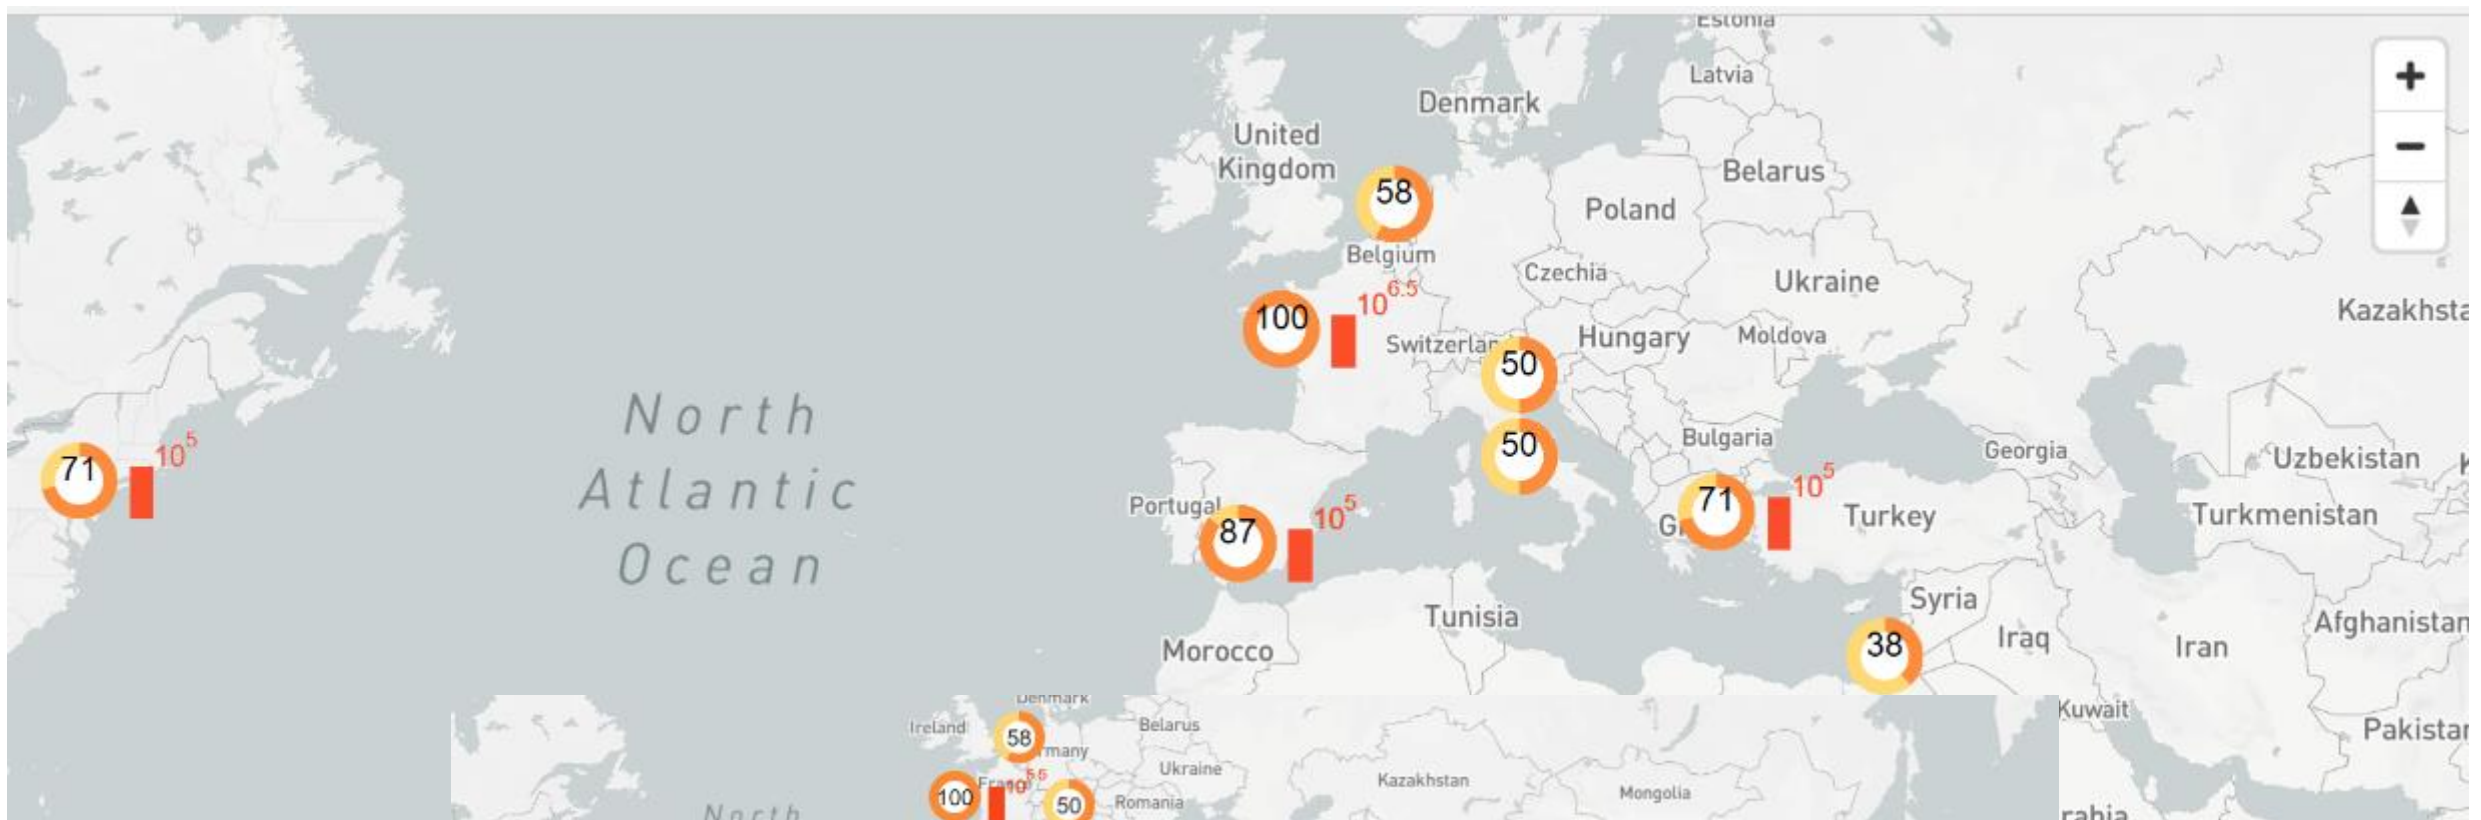 Estonia
Latvia
Denmark
United
Kingdom
Belarus
58
Poland
Belgium
Czechia
Ukraine
10^6.5
100
Kazakhsta
Switzerlan
Hungary
Moldova
50
North
Atlantic
Ocean
50
Bulgaria
Georgia
Uzbekistan
71
10^5
Portugal
87
10^5
G
71
10^5
Turkey
Turkmenistan
Syria
Tunisia
Morocco
Iraq
Iran
Afghanistan
38
Kuwait
Pakistan
rabia
Denmark
Ireland
58
rmany
Belarus
Ukraine
100
50
Romania
Kazakhstan
Mongolia
North